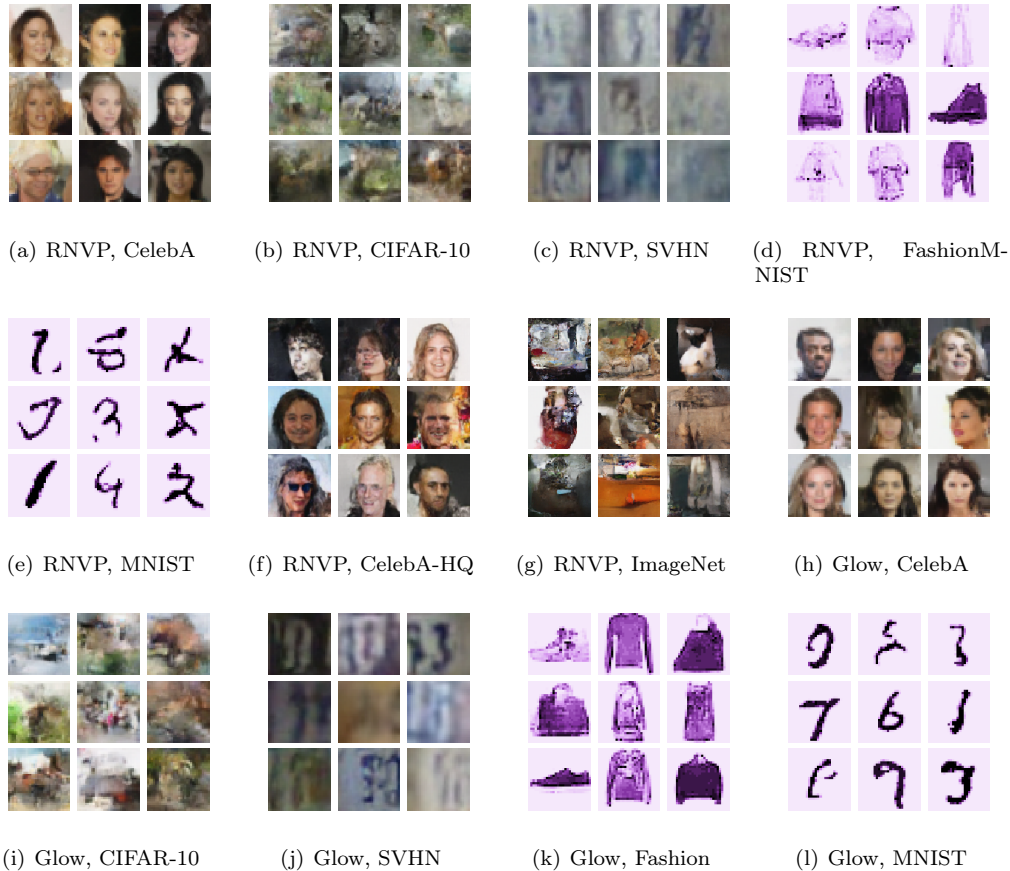 (a) RNVP, CelebA
(b) RNVP, CIFAR-10
(c) RNVP, SVHN
(d) RNVP, FashionM-
NIST
(e) RNVP, MNIST
(f) RNVP, CelebA-HQ
(g) RNVP, ImageNet
(h) Glow, CelebA
(i) Glow, CIFAR-10
(j) Glow, SVHN
(k) Glow, Fashion
(l) Glow, MNIST